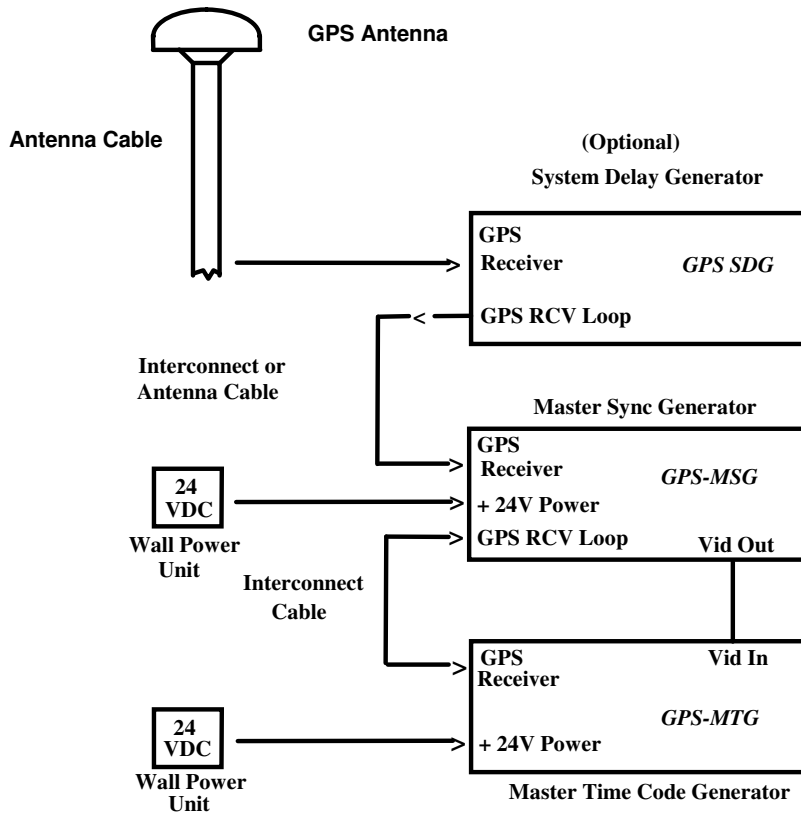 GPS Antenna
Antenna Cable
(Optional)
System Delay Generator
GPS
Receiver
GPS SDG
GPS RCV Loop
Interconnect or
Antenna Cable
Master Sync Generator
GPS
Receiver
GPS-MSG
24
VDC
+ 24V Power
Wall Power
Unit
GPS RCV Loop
Vid Out
Interconnect
Cable
GPS
Receiver
Vid In
GPS-MTG
24
VDC
+ 24V Power
Wall Power
Unit
Master Time Code Generator